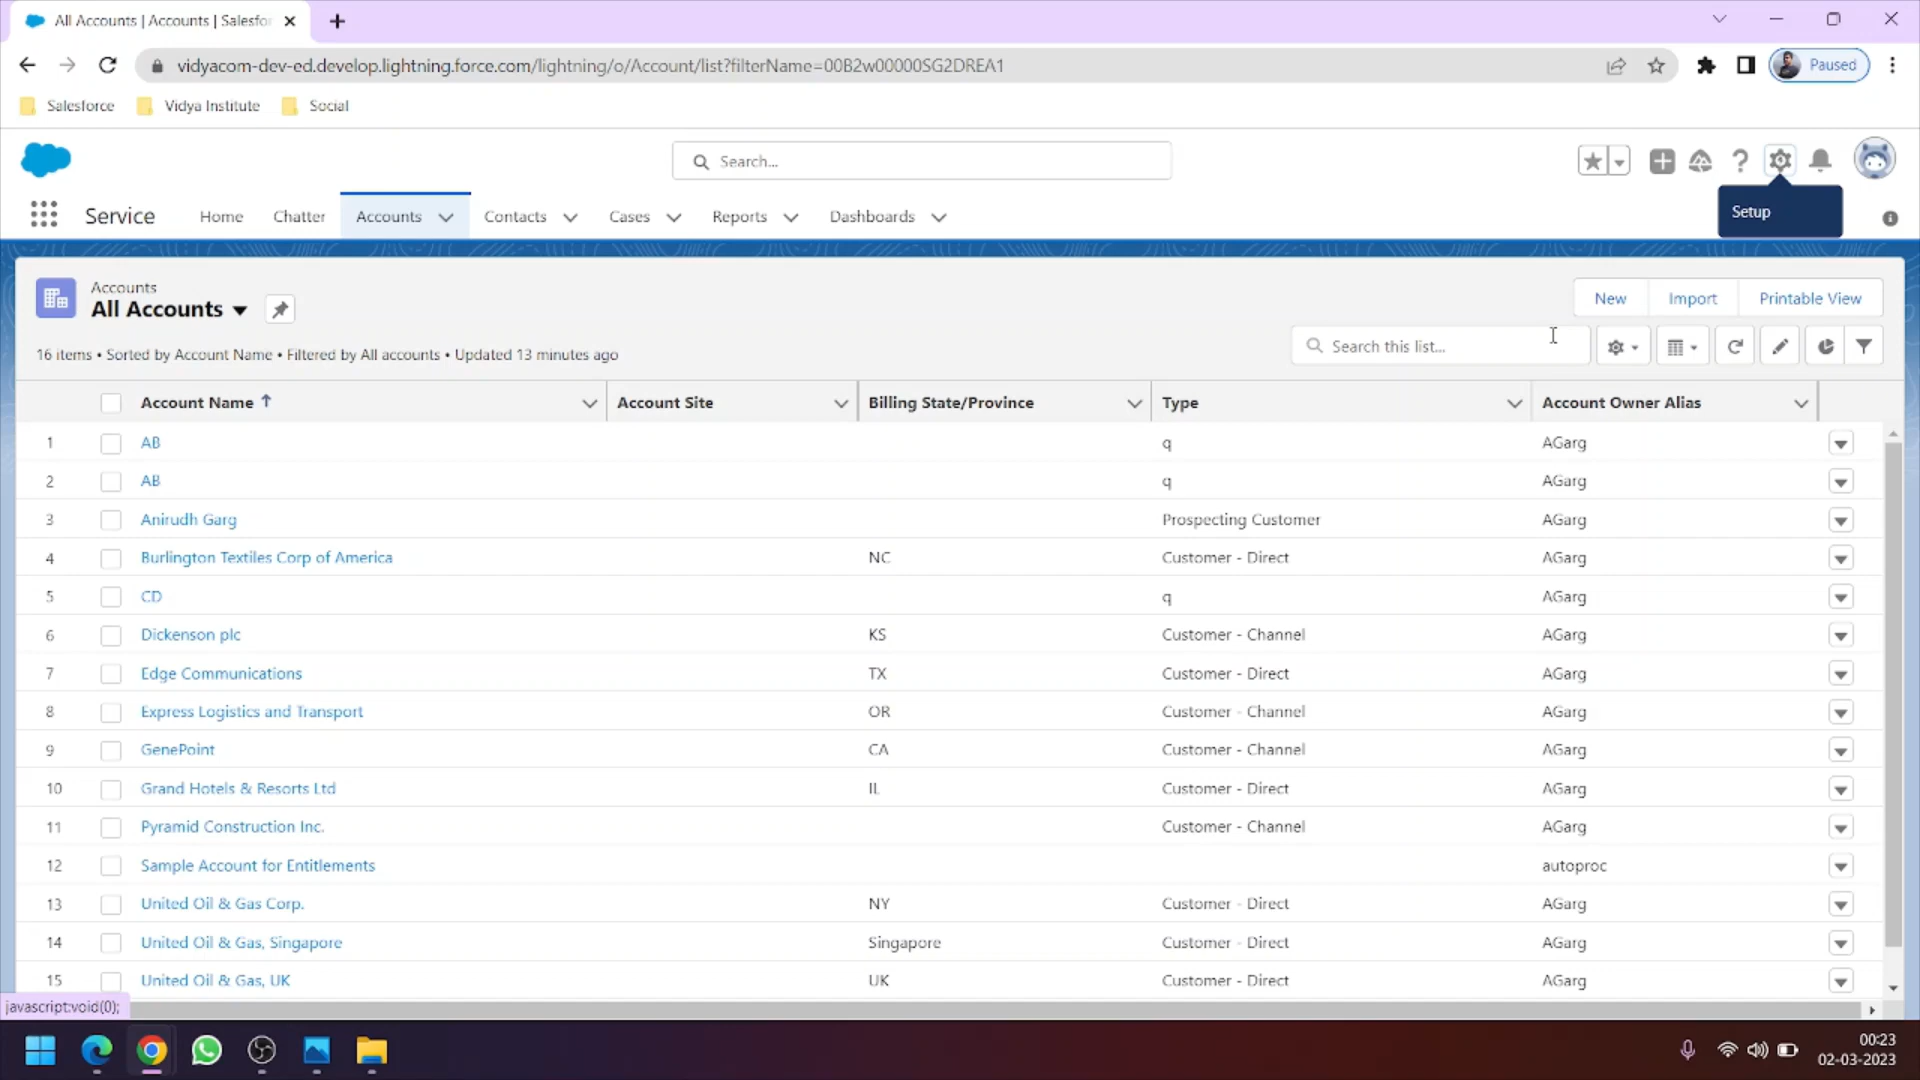 All Accounts | Accounts | Salesfor
vidyacom-dev-ed.develop.lightning.force.com/lightning/o/Account/list?filterName=00B2w00000SG2DREA1
Paused
Salesforce
Vidya Institute
Social
Search...
Service
Home
Chatter
Accounts
Contacts
Cases
Reports
Dashboards
Setup
Accounts
All Accounts
New
Import
Printable View
16 items • Sorted by Account Name • Filtered by All accounts • Updated 13 minutes ago
Search this list...
Account Name ↑ Account Site Billing State/Province Type Account Owner Alias
1 AB q AGarg
2 AB q AGarg
3 Anirudh Garg Prospecting Customer AGarg
4 Burlington Textiles Corp of America NC Customer - Direct AGarg
5 CD q AGarg
6 Dickenson plc KS Customer - Channel AGarg
7 Edge Communications TX Customer - Direct AGarg
8 Express Logistics and Transport OR Customer - Channel AGarg
9 GenePoint CA Customer - Channel AGarg
10 Grand Hotels & Resorts Ltd IL Customer - Direct AGarg
11 Pyramid Construction Inc. Customer - Channel AGarg
12 Sample Account for Entitlements autoproc
13 United Oil & Gas Corp. NY Customer - Direct AGarg
14 United Oil & Gas, Singapore Singapore Customer - Direct AGarg
15 United Oil & Gas, UK UK Customer - Direct AGarg
javascript:void(0);
00:23
02-03-2023